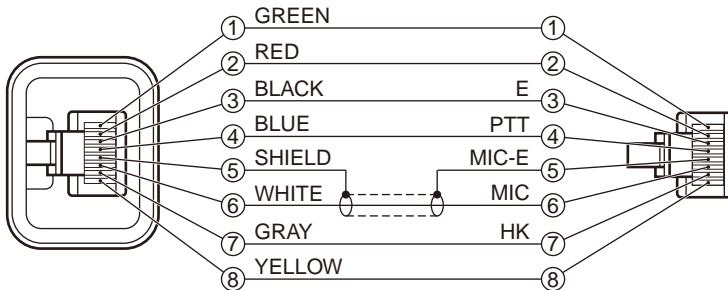 ① GREEN ①
② RED ②
③ BLACK E ③
④ BLUE PTT ④
⑤ SHIELD MIC-E ⑤
⑥ WHITE MIC ⑥
⑦ GRAY HK ⑦
⑧ YELLOW ⑧